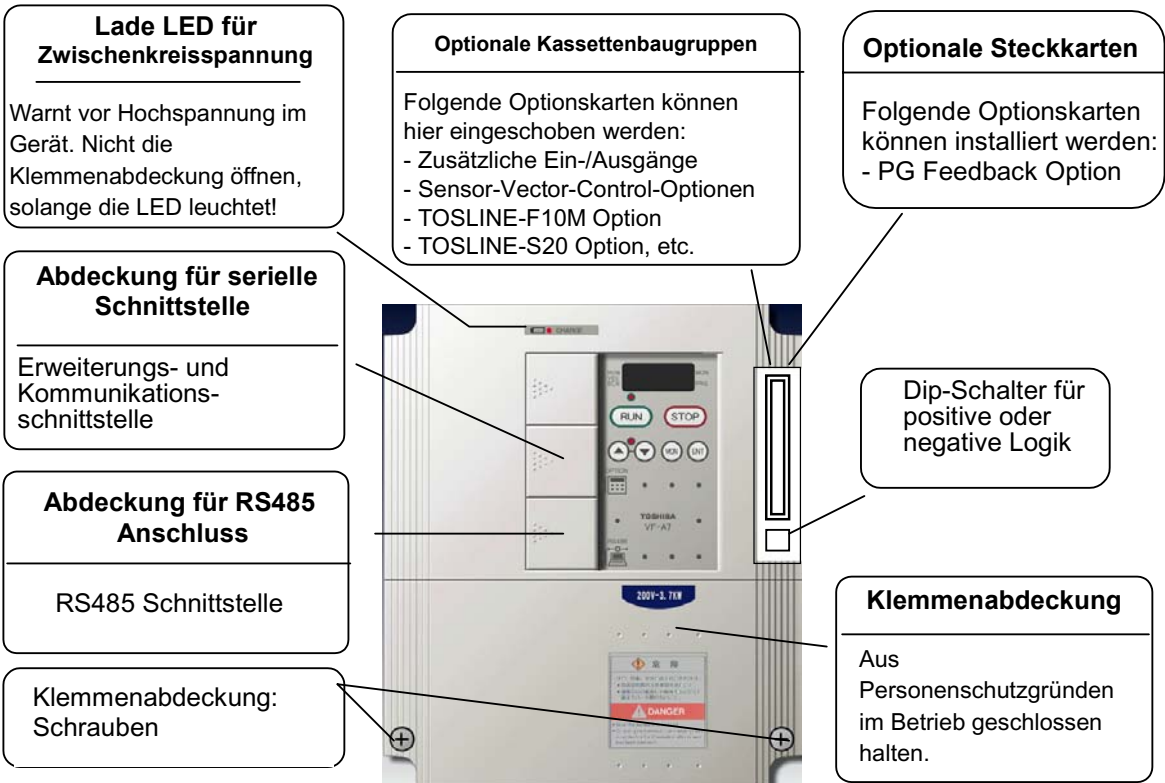 Lade LED für
Zwischenkreisspannung
Warnt vor Hochspannung im
Gerät. Nicht die
Klemmenabdeckung öffnen,
solange die LED leuchtet!
Optionale Kassettenbaugruppen
Folgende Optionskarten können
hier eingeschoben werden:
- Zusätzliche Ein-/Ausgänge
- Sensor-Vector-Control-Optionen
- TOSLINE-F10M Option
- TOSLINE-S20 Option, etc.
Optionale Steckkarten
Folgende Optionskarten
können installiert werden:
- PG Feedback Option
Abdeckung für serielle
Schnittstelle
Erweiterungs- und
Kommunikations-
schnittstelle
Abdeckung für RS485
Anschluss
RS485 Schnittstelle
Klemmenabdeckung:
Schrauben
CHARGE
RUN STOP
MON ENT
OPTION
TOSHIBA
VF-A7
200V-3.7KW
危険
DANGER
Dip-Schalter für
positive oder
negative Logik
Klemmenabdeckung
Aus
Personenschutzgründen
im Betrieb geschlossen
halten.